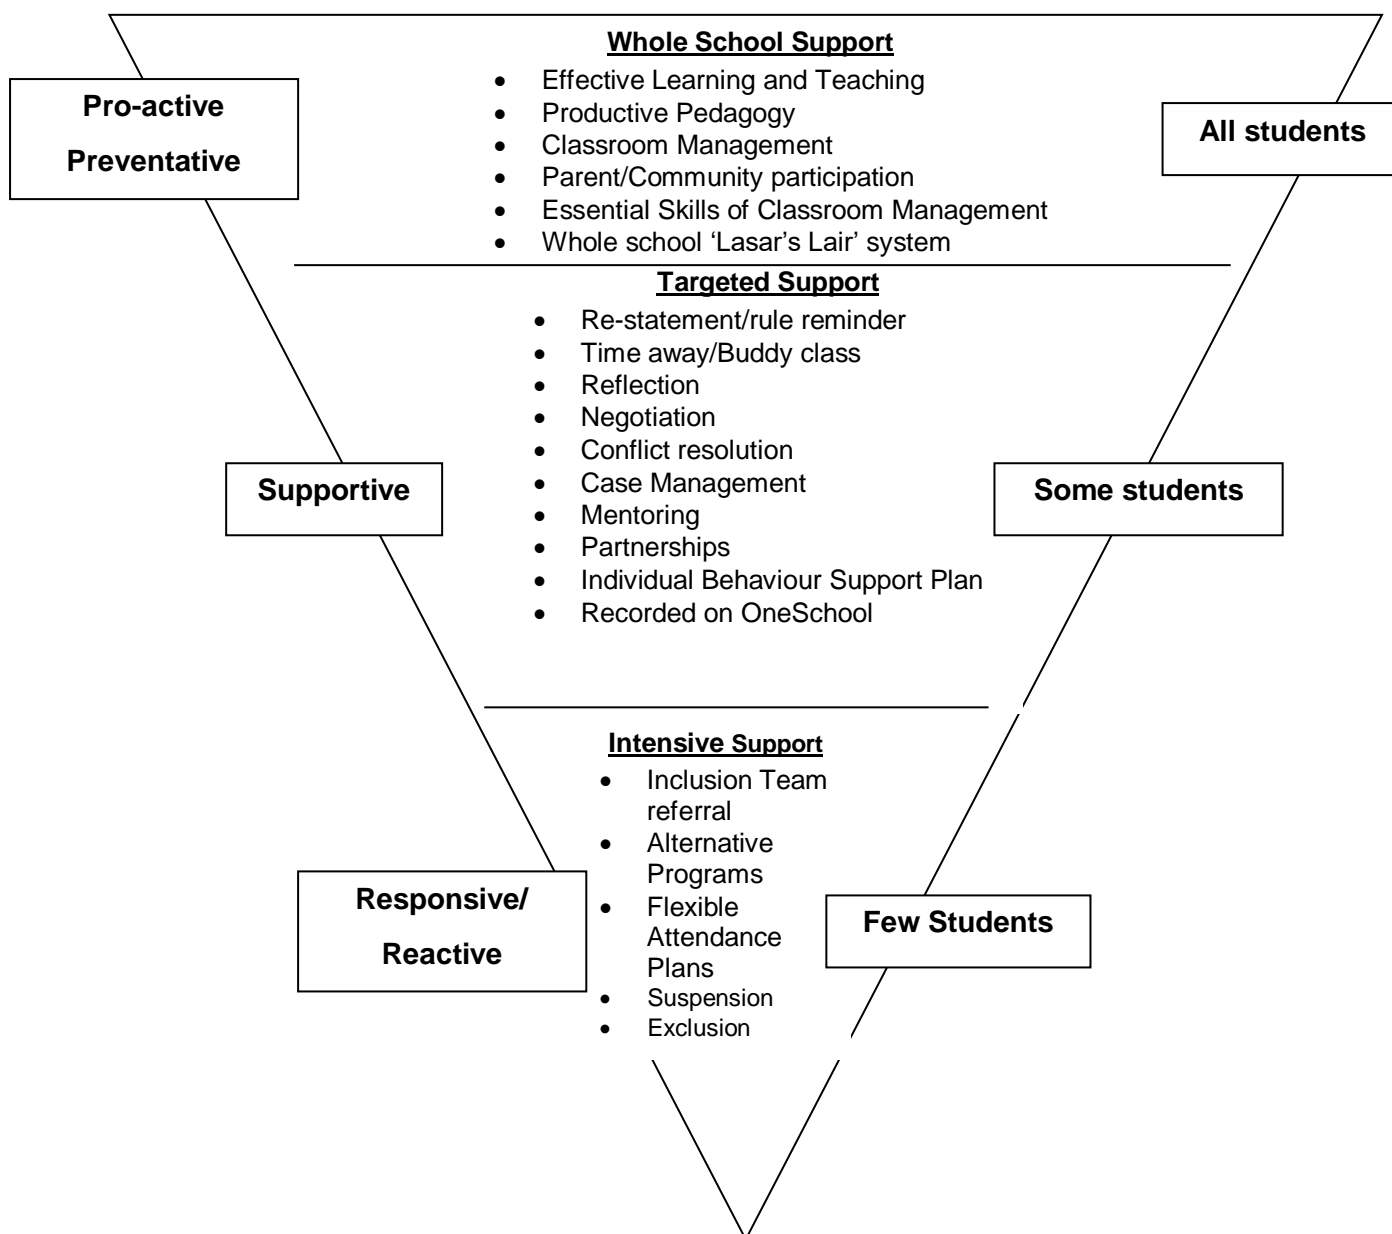 Whole School Support
• Effective Learning and Teaching
• Productive Pedagogy
• Classroom Management
• Parent/Community participation
• Essential Skills of Classroom Management
• Whole school ‘Lasar’s Lair’ system
Pro-active
Preventative
All students
Targeted Support
• Re-statement/rule reminder
• Time away/Buddy class
• Reflection
• Negotiation
• Conflict resolution
• Case Management
• Mentoring
• Partnerships
• Individual Behaviour Support Plan
• Recorded on OneSchool
Supportive
Some students
Intensive Support
• Inclusion Team
referral
• Alternative
Programs
• Flexible
Attendance
Plans
• Suspension
• Exclusion
Responsive/
Reactive
Few Students